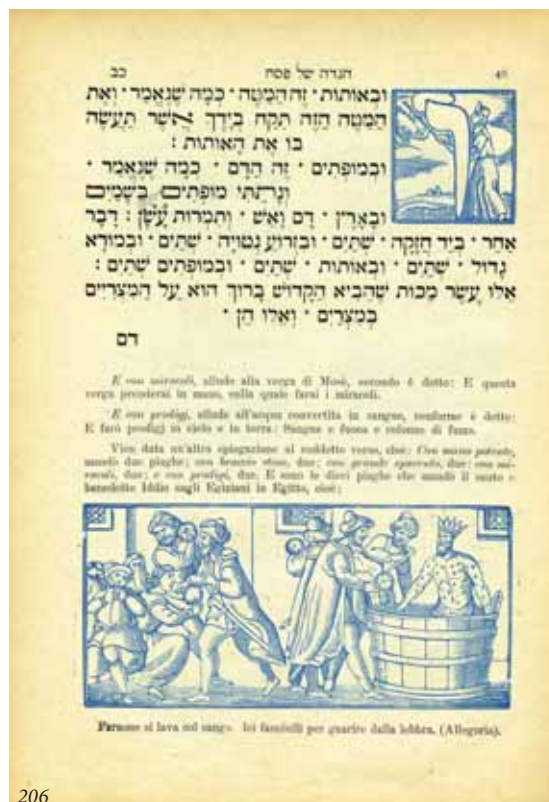 כב הגדה של פסח
ובאותות · זה המטה · כמה שנאמר · ואת
המטה הזה תקח בידך אשר תעשה
בו את האותות :
ובמופתים · זה הדם · כמה שנאמר ·
ונתתי מופתים בשמים
ובארץ · דם ואש · ותמרות עשן : דבר
אחר · ביד חזקה · שתים · ובזרוע נטויה · שתים · ובמורא
גדול · שתים · ובאותות · שתים · ובמופתים שתים :
אלו עשר מכות שהביא הקדוש ברוך הוא על המצריים
במצרים · ואלו הן ·
דם
E con miracoli, allude alla verga di Mosè, secondo è detto: E questa
verga prenderai in mano, colla quale farai i miracoli.
E con prodigj, allude all'acqua convertita in sangue, conforme è detto:
E farò prodigj in cielo e in terra: Sangue e fuoco e colonne di fumo.
Vien data un'altra spiegazione al suddetto verso, cioè: Con mano potente,
mandò due piaghe; con braccio steso, due; con grande spavento, due; con mi-
racoli, due; e con prodigj, due. E sono le dieci piaghe che mandò il santo e
benedetto Iddio sugli Egiziani in Egitto, cioè:
Faraone si lava col sangue dei fanciulli per guarire dalla lebbra. (Allegoria).
206